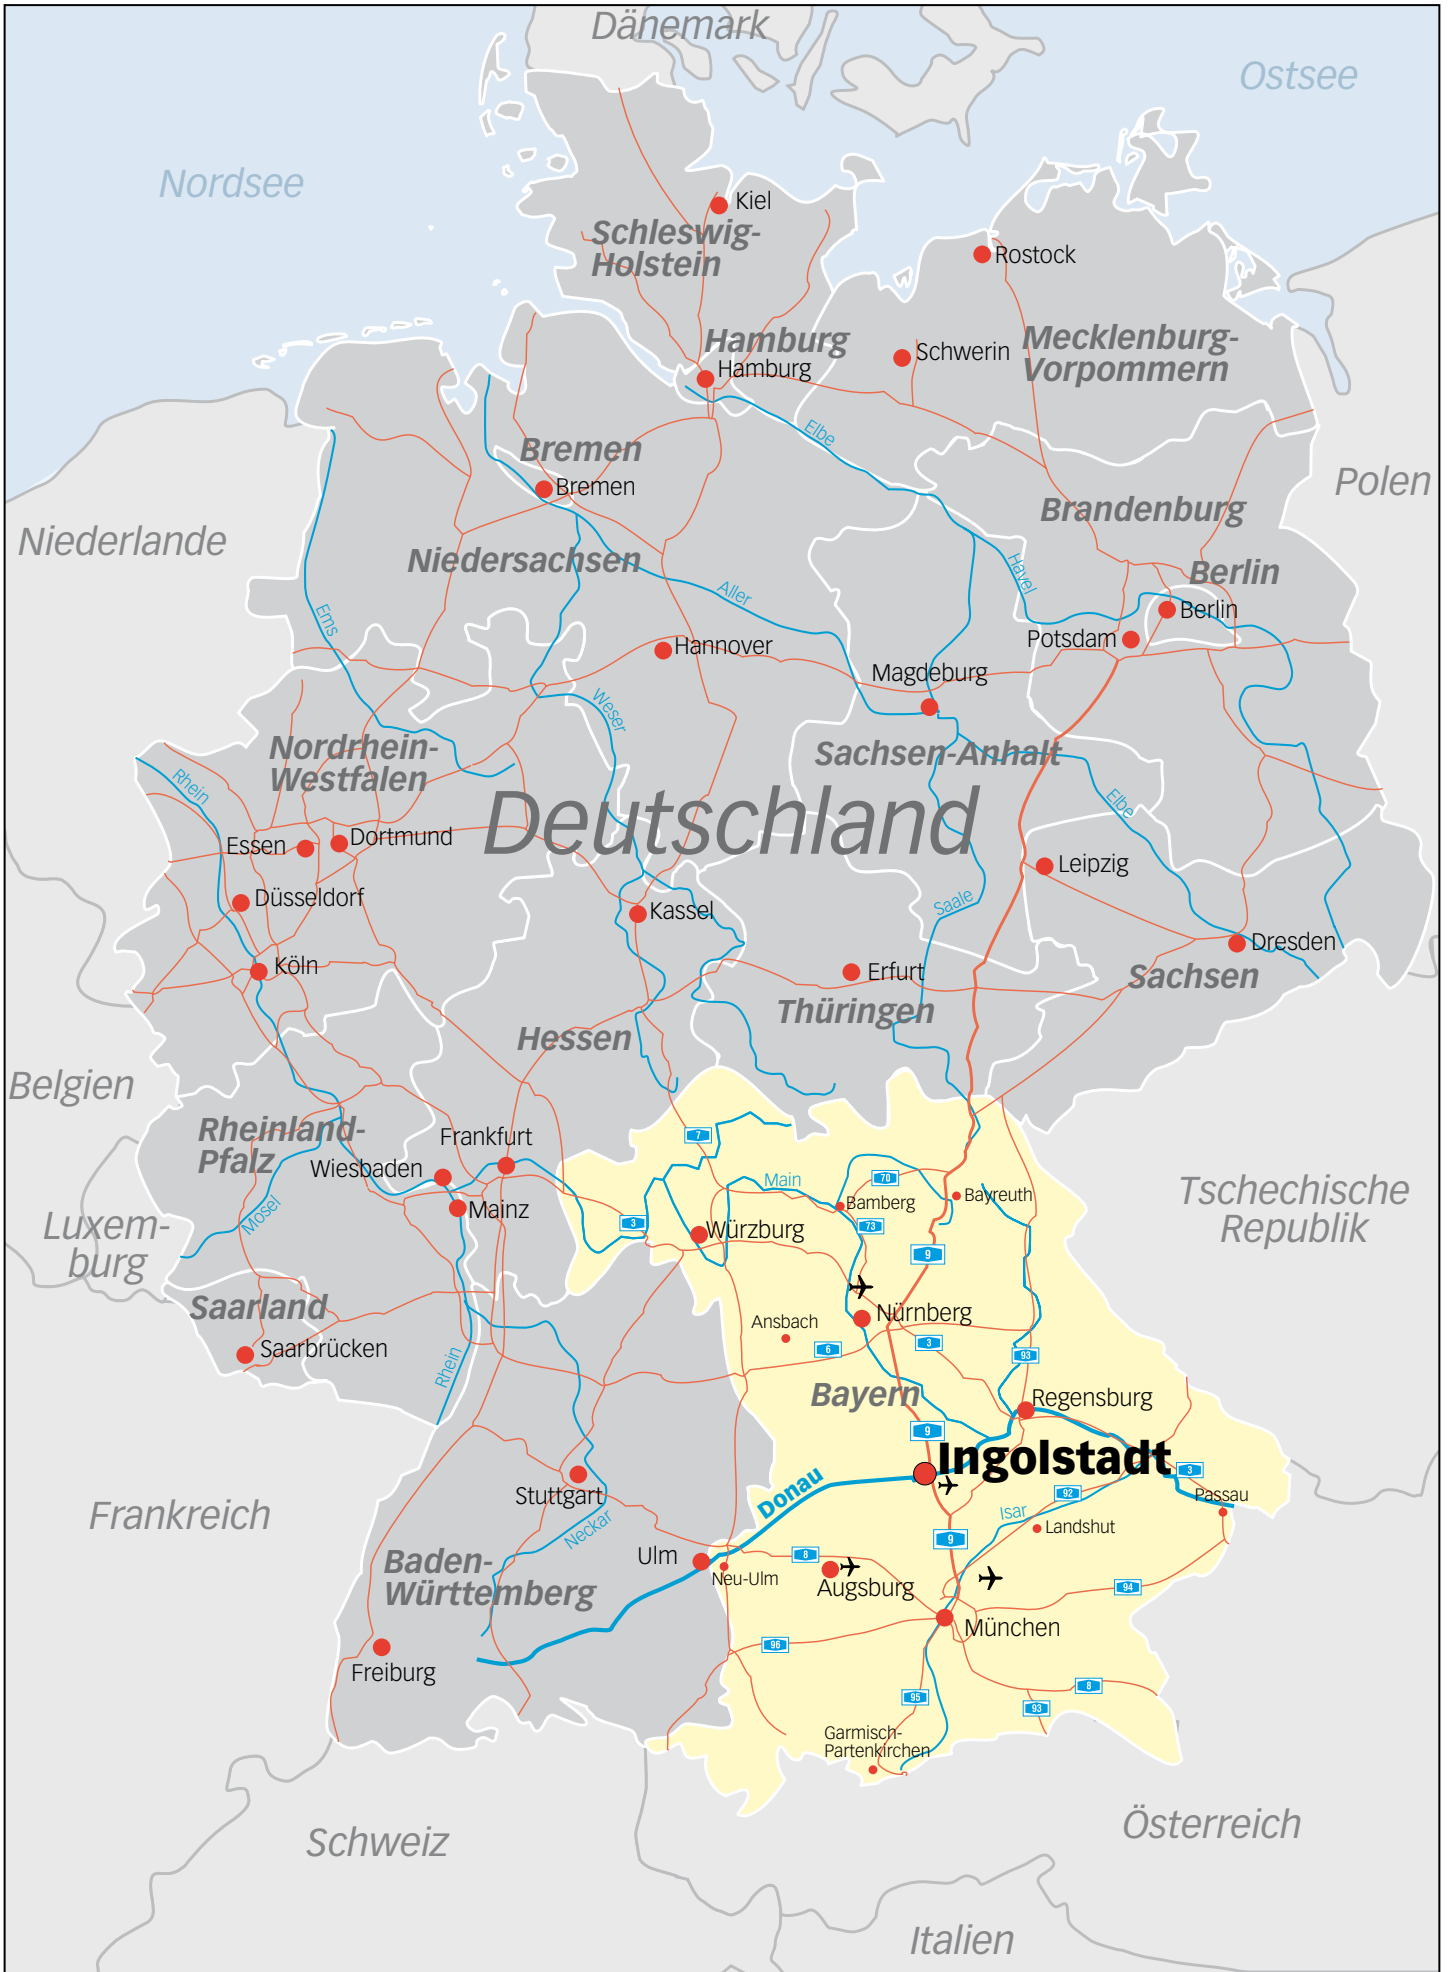 Dänemark
Ostsee
Nordsee
Kiel
Schleswig-
Holstein
Rostock
Hamburg
Hamburg
Schwerin
Mecklenburg-
Vorpommern
Elbe
Bremen
Bremen
Polen
Brandenburg
Niederlande
Niedersachsen
Havel
Berlin
Berlin
Aller
Ems
Potsdam
Hannover
Magdeburg
Weser
Nordrhein-
Westfalen
Sachsen-Anhalt
Rhein
Elbe
Deutschland
Essen
Dortmund
Leipzig
Düsseldorf
Kassel
Saale
Dresden
Köln
Erfurt
Sachsen
Thüringen
Hessen
Belgien
Rheinland-
Pfalz
Frankfurt
7
Wiesbaden
Main
70
Bayreuth
Tschechische
Republik
Mosel
Mainz
Bamberg
Luxem-
burg
3
Würzburg
73
9
Saarland
Nürnberg
Ansbach
Saarbrücken
6
3
93
Rhein
Bayern
Regensburg
9
Ingolstadt
3
Donau
92
Passau
Stuttgart
Frankreich
Isar
Landshut
Neckar
9
Baden-
Württemberg
Ulm
8
Neu-Ulm
Augsburg
94
München
96
Freiburg
8
95
93
Garmisch-
Partenkirchen
Österreich
Schweiz
Italien